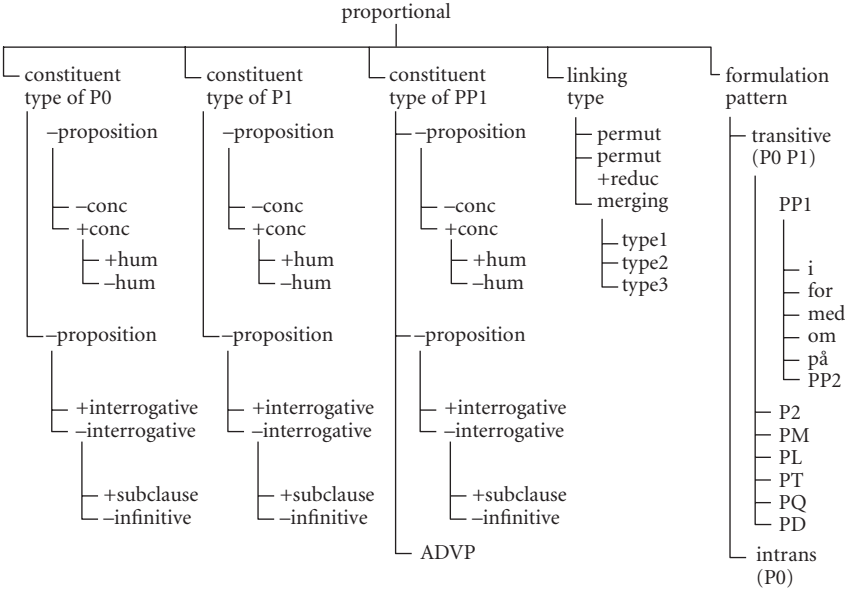 proportional
constituent
type of P0
–proposition
–conc
+conc
+hum
–hum
–proposition
+interrogative
–interrogative
+subclause
–infinitive
constituent
type of P1
–proposition
–conc
+conc
+hum
–hum
–proposition
+interrogative
–interrogative
+subclause
–infinitive
constituent
type of PP1
–proposition
–conc
+conc
+hum
–hum
–proposition
+interrogative
–interrogative
+subclause
–infinitive
ADVP
linking
type
permut
permut
+reduc
merging
type1
type2
type3
formulation
pattern
transitive
(P0 P1)
PP1
i
for
med
om
på
PP2
P2
PM
PL
PT
PQ
PD
intrans
(P0)